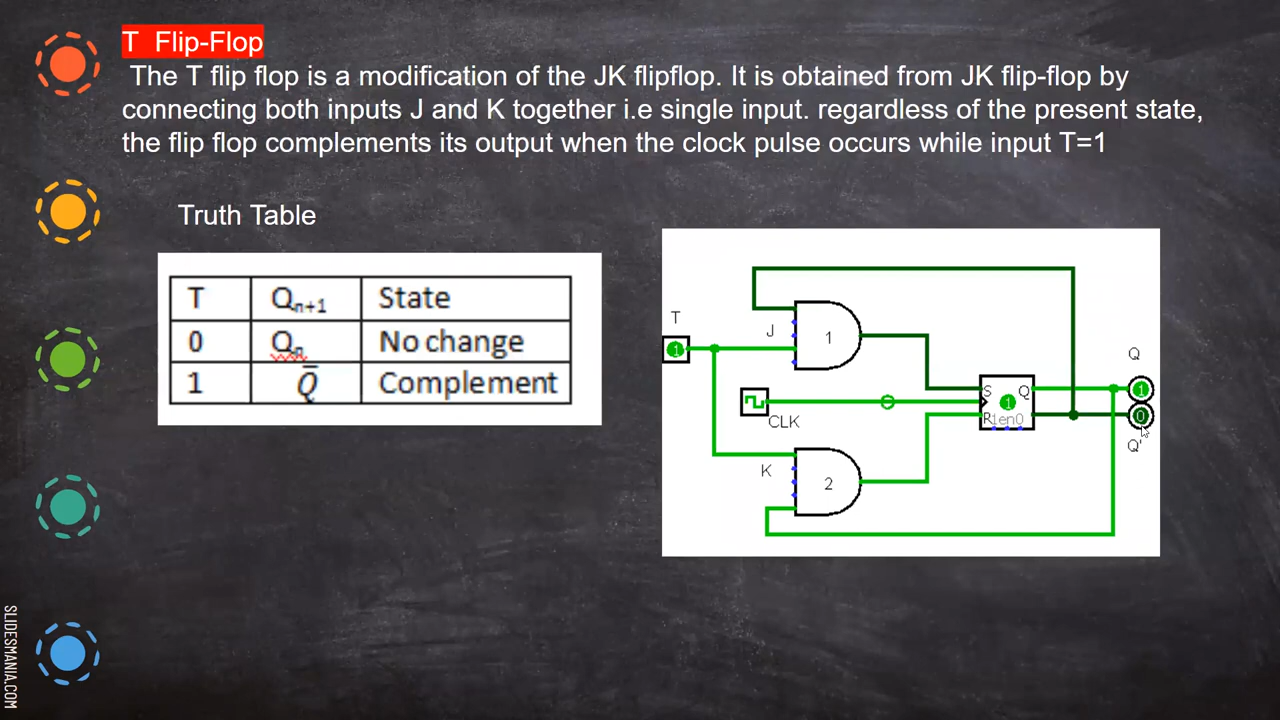 T Flip-Flop
The T flip flop is a modification of the JK flipflop. It is obtained from JK flip-flop by
connecting both inputs J and K together i.e single input. regardless of the present state,
the flip flop complements its output when the clock pulse occurs while input T=1
Truth Table
T Qn+1 State
0 Qn No change
1 Q̅ Complement
T
1
J
1
CLK
K
2
S Q
1
R 1en0
Q
1
0
Q'
SLIDESMANIA.COM